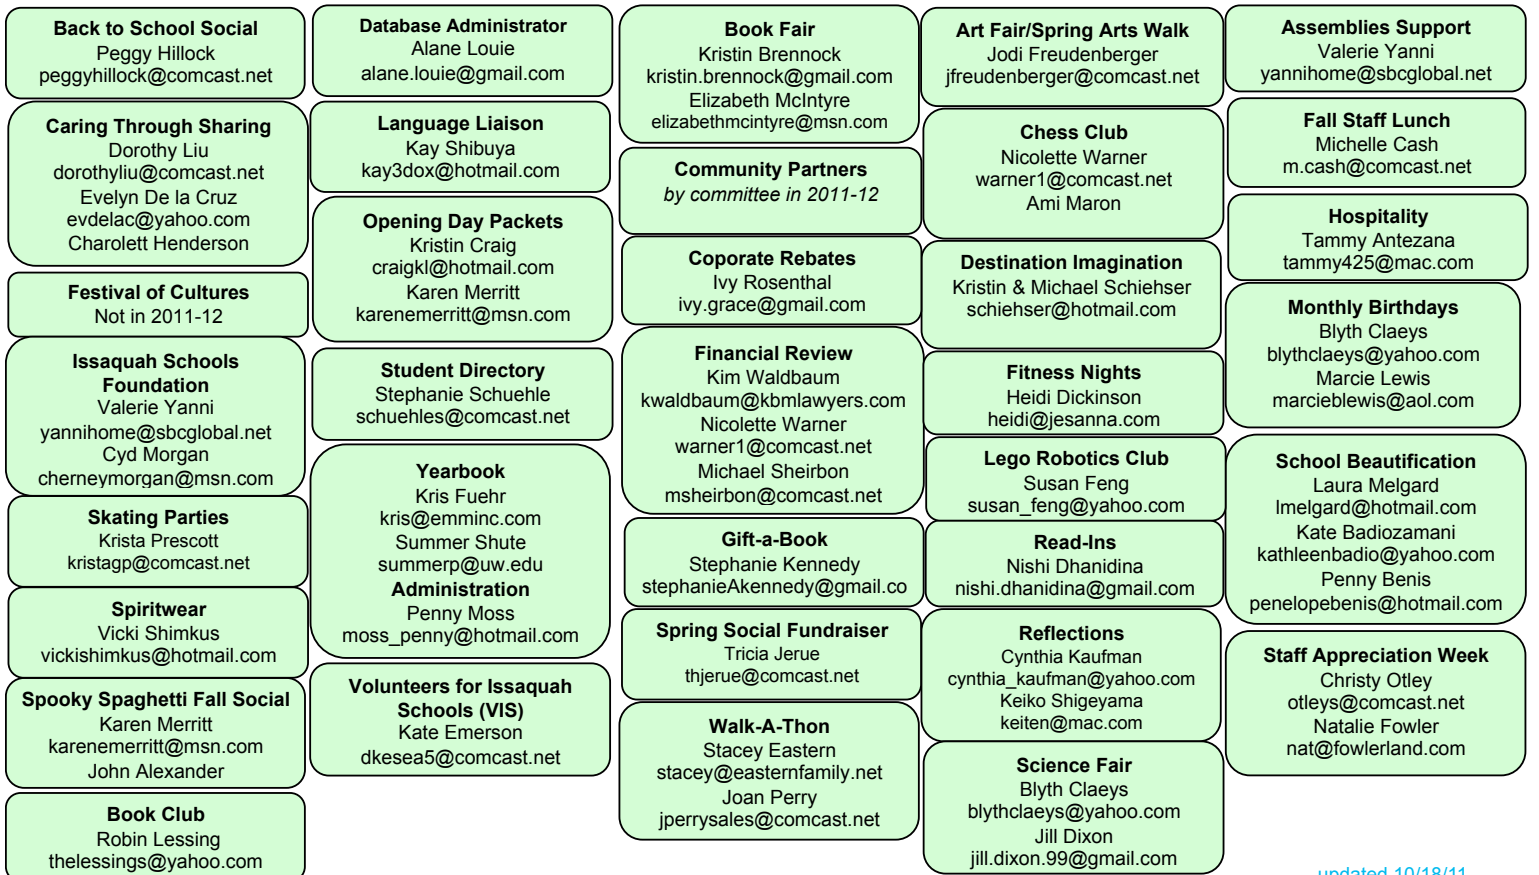 Back to School Social
Peggy Hillock
peggyhillock@comcast.net
Caring Through Sharing
Dorothy Liu
dorothyliu@comcast.net
Evelyn De la Cruz
evdelac@yahoo.com
Charolett Henderson
Festival of Cultures
Not in 2011-12
Issaquah Schools
Foundation
Valerie Yanni
yannihome@sbcglobal.net
Cyd Morgan
cherneymorgan@msn.com
Skating Parties
Krista Prescott
kristagp@comcast.net
Spiritwear
Vicki Shimkus
vickishimkus@hotmail.com
Spooky Spaghetti Fall Social
Karen Merritt
karenemerritt@msn.com
John Alexander
Book Club
Robin Lessing
thelessings@yahoo.com
Database Administrator
Alane Louie
alane.louie@gmail.com
Language Liaison
Kay Shibuya
kay3dox@hotmail.com
Opening Day Packets
Kristin Craig
craigkl@hotmail.com
Karen Merritt
karenemerritt@msn.com
Student Directory
Stephanie Schuehle
schuehles@comcast.net
Yearbook
Kris Fuehr
kris@emminc.com
Summer Shute
summerp@uw.edu
Administration
Penny Moss
moss_penny@hotmail.com
Volunteers for Issaquah
Schools (VIS)
Kate Emerson
dkesea5@comcast.net
Book Fair
Kristin Brennock
kristin.brennock@gmail.com
Elizabeth McIntyre
elizabethmcintyre@msn.com
Community Partners
by committee in 2011-12
Coporate Rebates
Ivy Rosenthal
ivy.grace@gmail.com
Financial Review
Kim Waldbaum
kwaldbaum@kbmlawyers.com
Nicolette Warner
warner1@comcast.net
Michael Sheirbon
msheirbon@comcast.net
Gift-a-Book
Stephanie Kennedy
stephanieAkennedy@gmail.co
Spring Social Fundraiser
Tricia Jerue
thjerue@comcast.net
Walk-A-Thon
Stacey Eastern
stacey@easternfamily.net
Joan Perry
jperrysales@comcast.net
Art Fair/Spring Arts Walk
Jodi Freudenberger
jfreudenberger@comcast.net
Chess Club
Nicolette Warner
warner1@comcast.net
Ami Maron
Destination Imagination
Kristin & Michael Schiehser
schiehser@hotmail.com
Fitness Nights
Heidi Dickinson
heidi@jesanna.com
Lego Robotics Club
Susan Feng
susan_feng@yahoo.com
Read-Ins
Nishi Dhanidina
nishi.dhanidina@gmail.com
Reflections
Cynthia Kaufman
cynthia_kaufman@yahoo.com
Keiko Shigeyama
keiten@mac.com
Science Fair
Blyth Claeys
blythclaeys@yahoo.com
Jill Dixon
jill.dixon.99@gmail.com
Assemblies Support
Valerie Yanni
yannihome@sbcglobal.net
Fall Staff Lunch
Michelle Cash
m.cash@comcast.net
Hospitality
Tammy Antezana
tammy425@mac.com
Monthly Birthdays
Blyth Claeys
blythclaeys@yahoo.com
Marcie Lewis
marcieblewis@aol.com
School Beautification
Laura Melgard
lmelgard@hotmail.com
Kate Badiozamani
kathleenbadio@yahoo.com
Penny Benis
penelopebenis@hotmail.com
Staff Appreciation Week
Christy Otley
otleys@comcast.net
Natalie Fowler
nat@fowlerland.com
updated 10/18/11